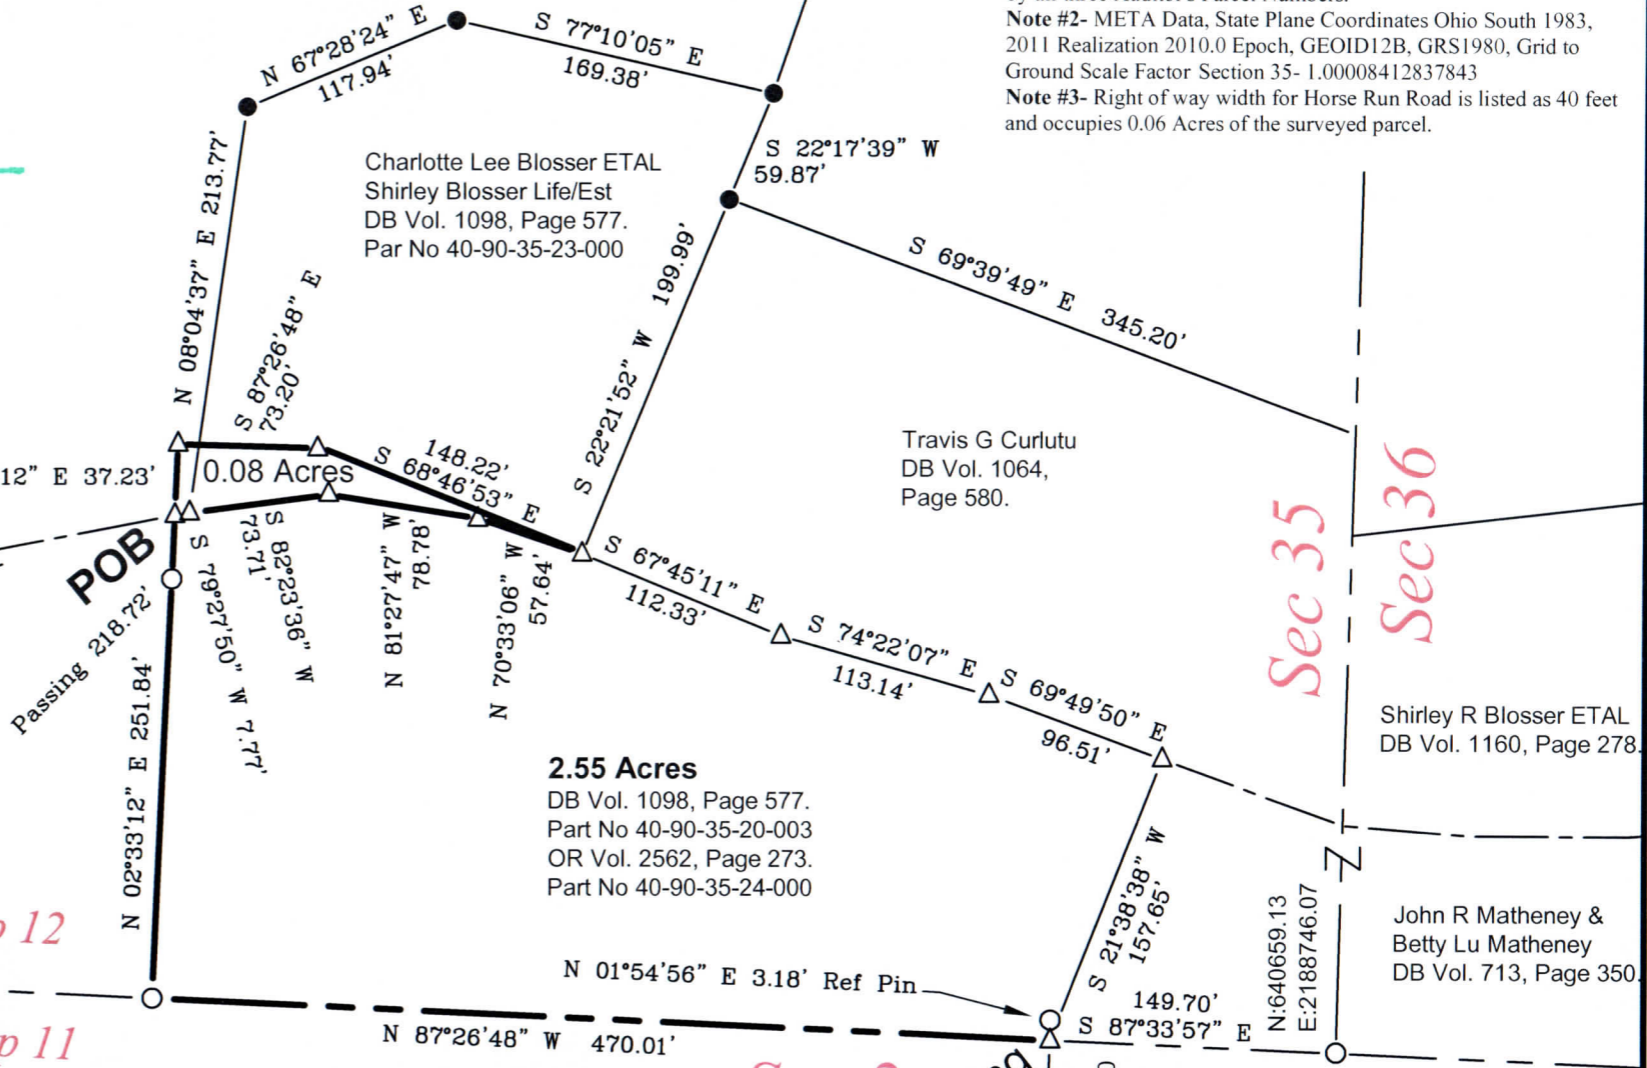 Note #2- META Data, State Plane Coordinates Ohio South 1983,
2011 Realization 2010.0 Epoch, GEOID12B, GRS1980, Grid to
Ground Scale Factor Section 35- 1.00008412837843
Note #3- Right of way width for Horse Run Road is listed as 40 feet
and occupies 0.06 Acres of the surveyed parcel.
N 67°28'24" E
117.94'
S 77°10'05" E
169.38'
S 22°17'39" W
59.87'
N 08°04'37" E 213.77'
Charlotte Lee Blosser ETAL
Shirley Blosser Life/Est
DB Vol. 1098, Page 577.
Par No 40-90-35-23-000
S 22°21'52" W 199.99'
S 69°39'49" E 345.20'
S 87°26'48" E
73.20'
148.22'
S 68°46'53" E
Travis G Curlutu
DB Vol. 1064,
Page 580.
12" E 37.23'
0.08 Acres
POB
Passing 218.72'
S 79°27'50" W 7.77'
S 82°23'36" W
73.71'
N 81°27'47" W
78.78'
N 70°33'06" W
57.64'
S 67°45'11" E
112.33'
S 74°22'07" E
113.14'
S 69°49'50" E
96.51'
Sec 35
Sec 36
Shirley R Blosser ETAL
DB Vol. 1160, Page 278.
N 02°33'12" E 251.84'
2.55 Acres
DB Vol. 1098, Page 577.
Part No 40-90-35-20-003
OR Vol. 2562, Page 273.
Part No 40-90-35-24-000
S 21°38'38" W
157.65'
N:640659.13
E:2188746.07
John R Matheney &
Betty Lu Matheney
DB Vol. 713, Page 350.
12
N 01°54'56" E 3.18' Ref Pin
149.70'
S 87°33'57" E
N 87°26'48" W 470.01'
11